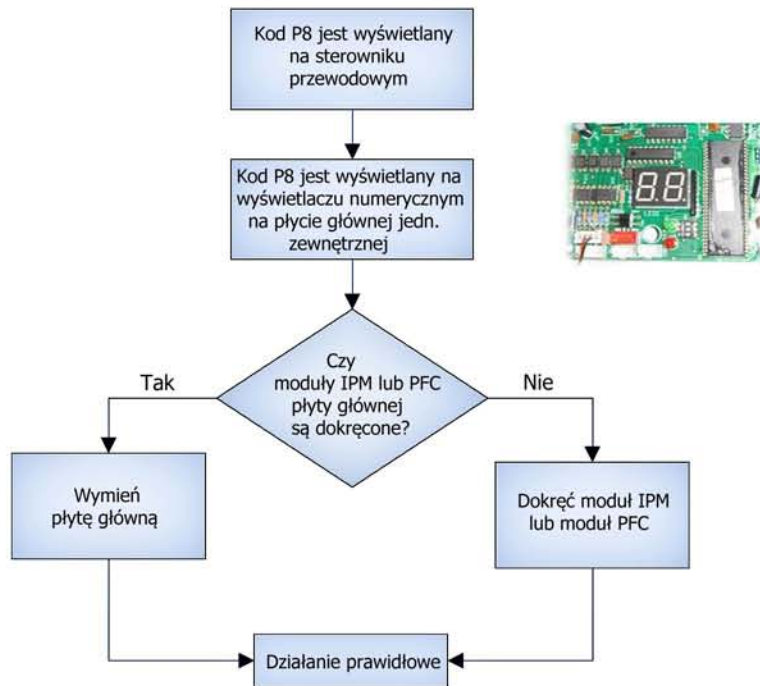 Kod P8 jest wyświetlany
na sterowniku
przewodowym
Kod P8 jest wyświetlany na
wyświetlaczu numerycznym
na płycie głównej jedn.
zewnętrznej
Czy
moduły IPM lub PFC
płyty głównej
są dokręcone?
Tak
Nie
Wymień
płytę główną
Dokręć moduł IPM
lub moduł PFC
Działanie prawidłowe